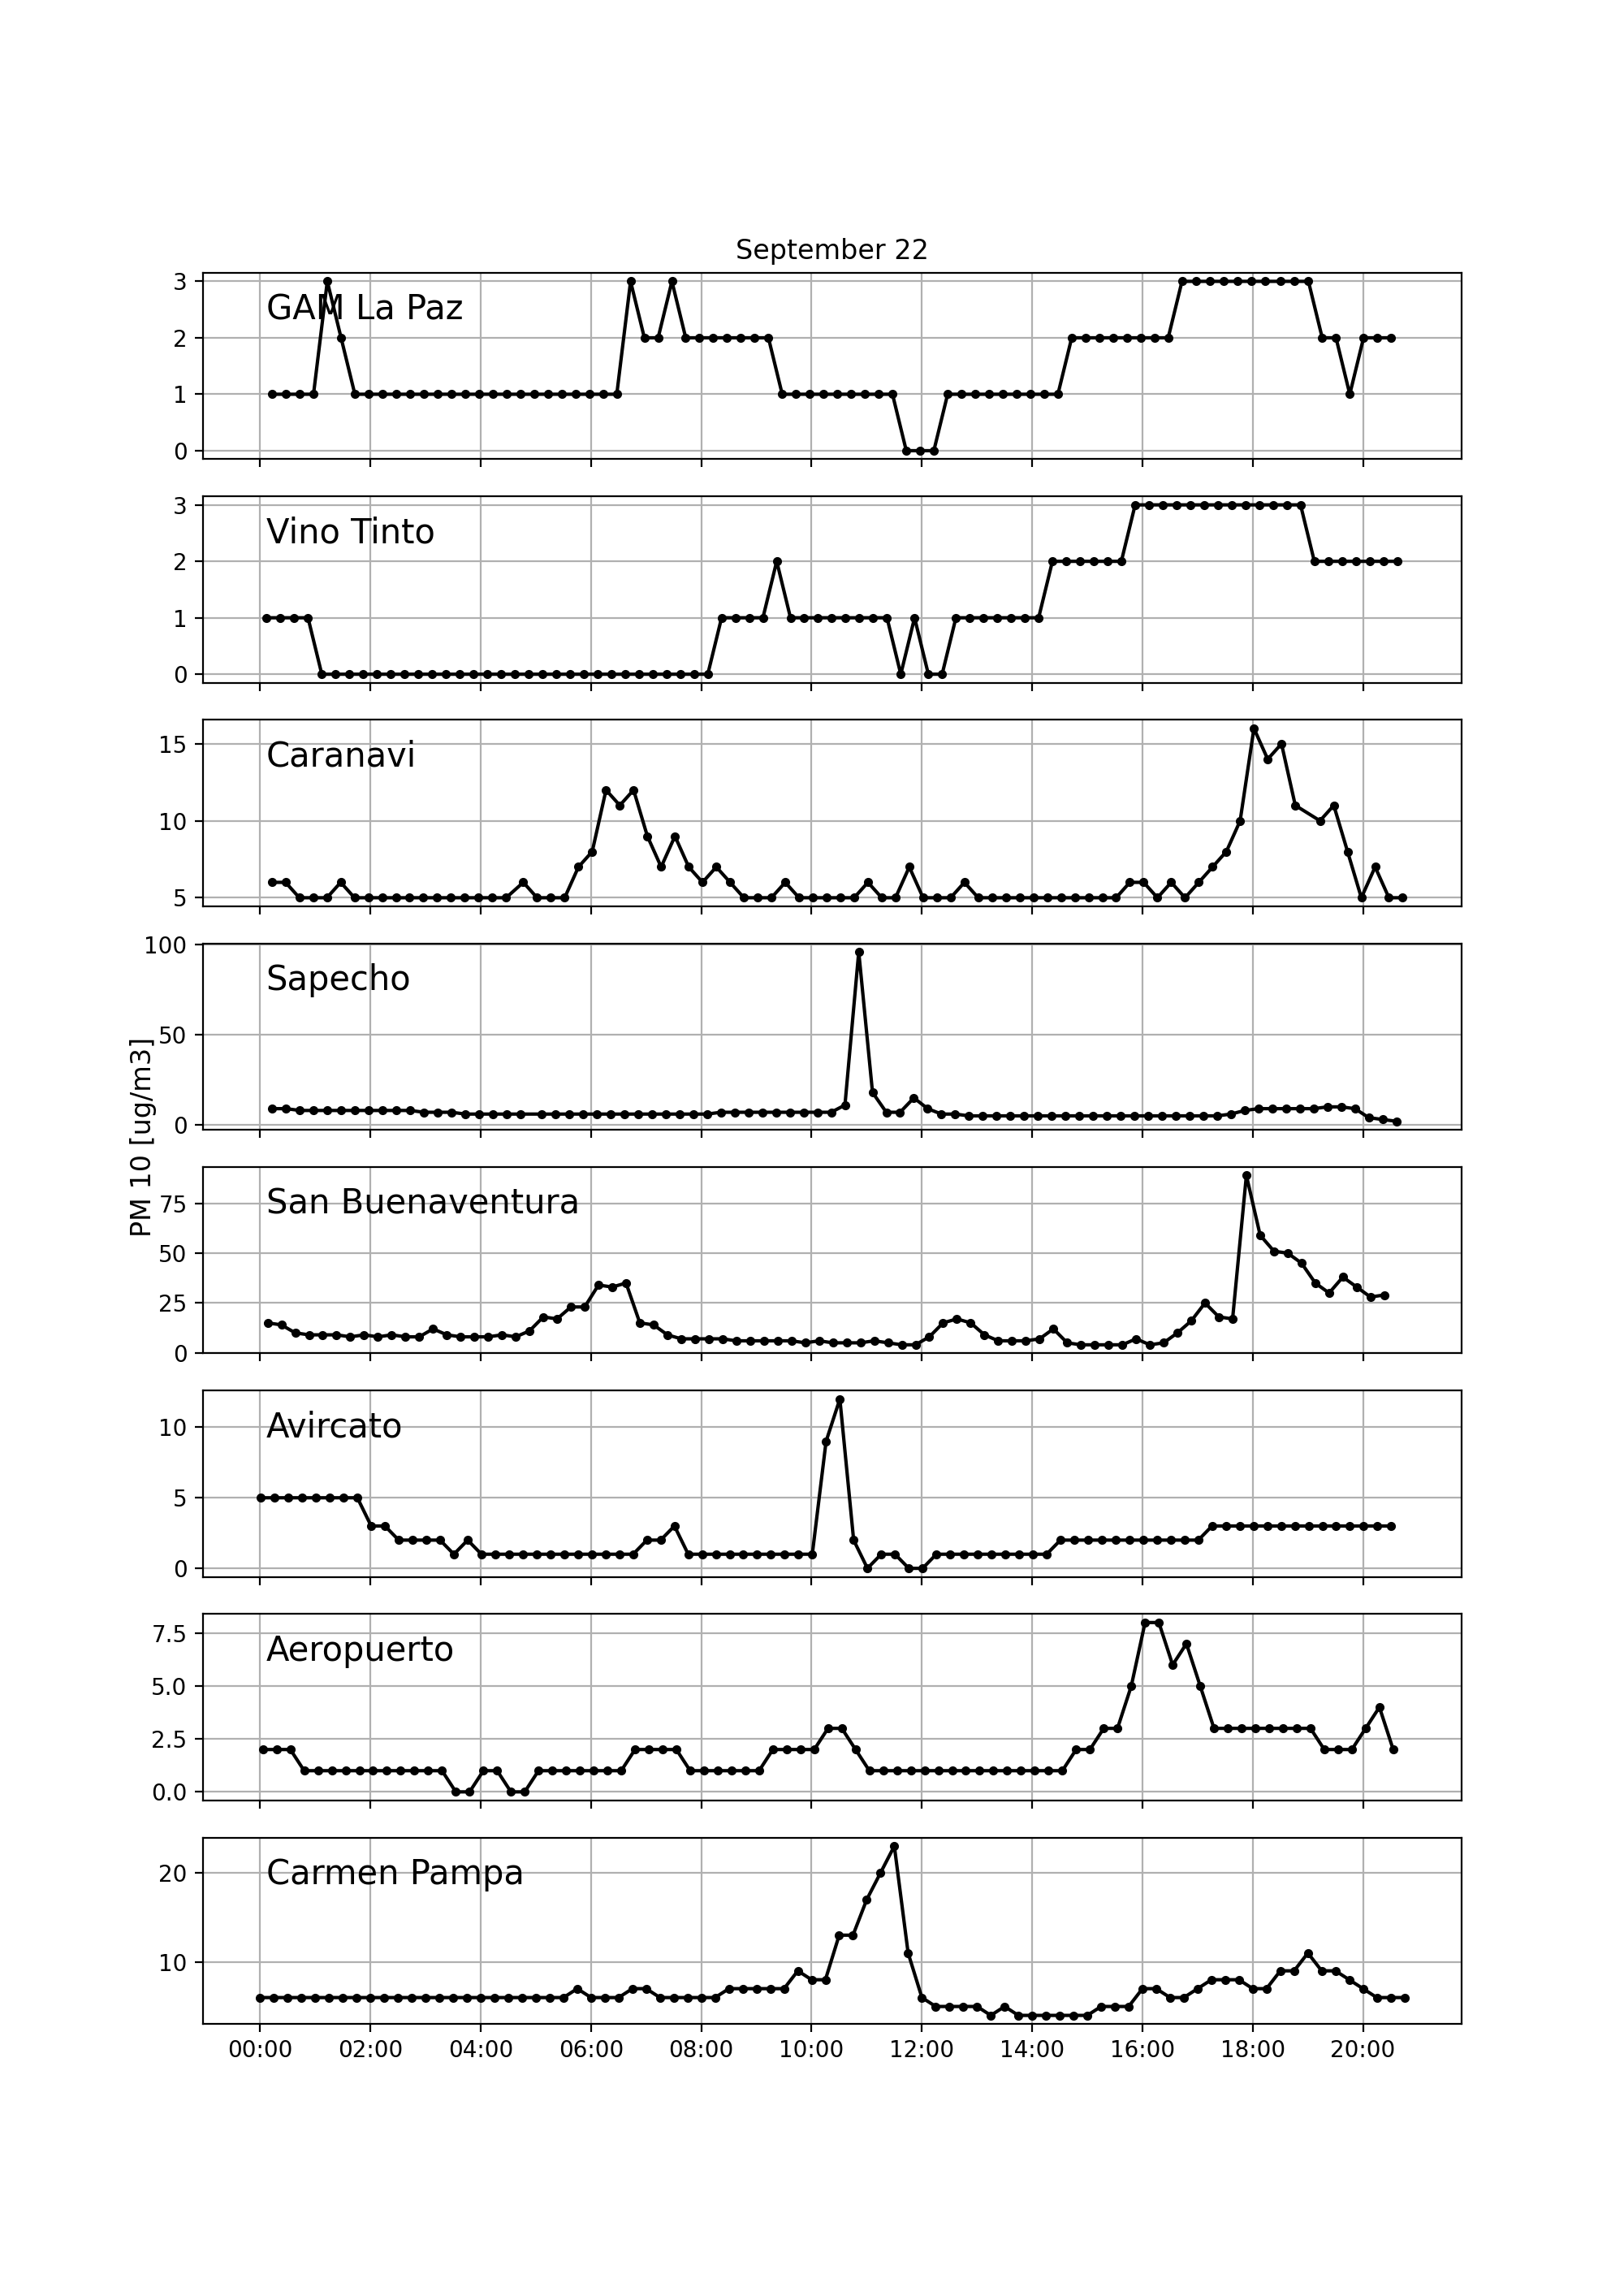 September 22
3
GAM La Paz
2
1
0
3
Vino Tinto
2
1
0
15
Caranavi
10
5
100
Sapecho
50
0
PM 10 [ug/m3]
San Buenaventura
75
50
25
0
Avircato
10
5
0
7.5
Aeropuerto
5.0
2.5
0.0
Carmen Pampa
20
10
00:00 02:00 04:00 06:00 08:00 10:00 12:00 14:00 16:00 18:00 20:00